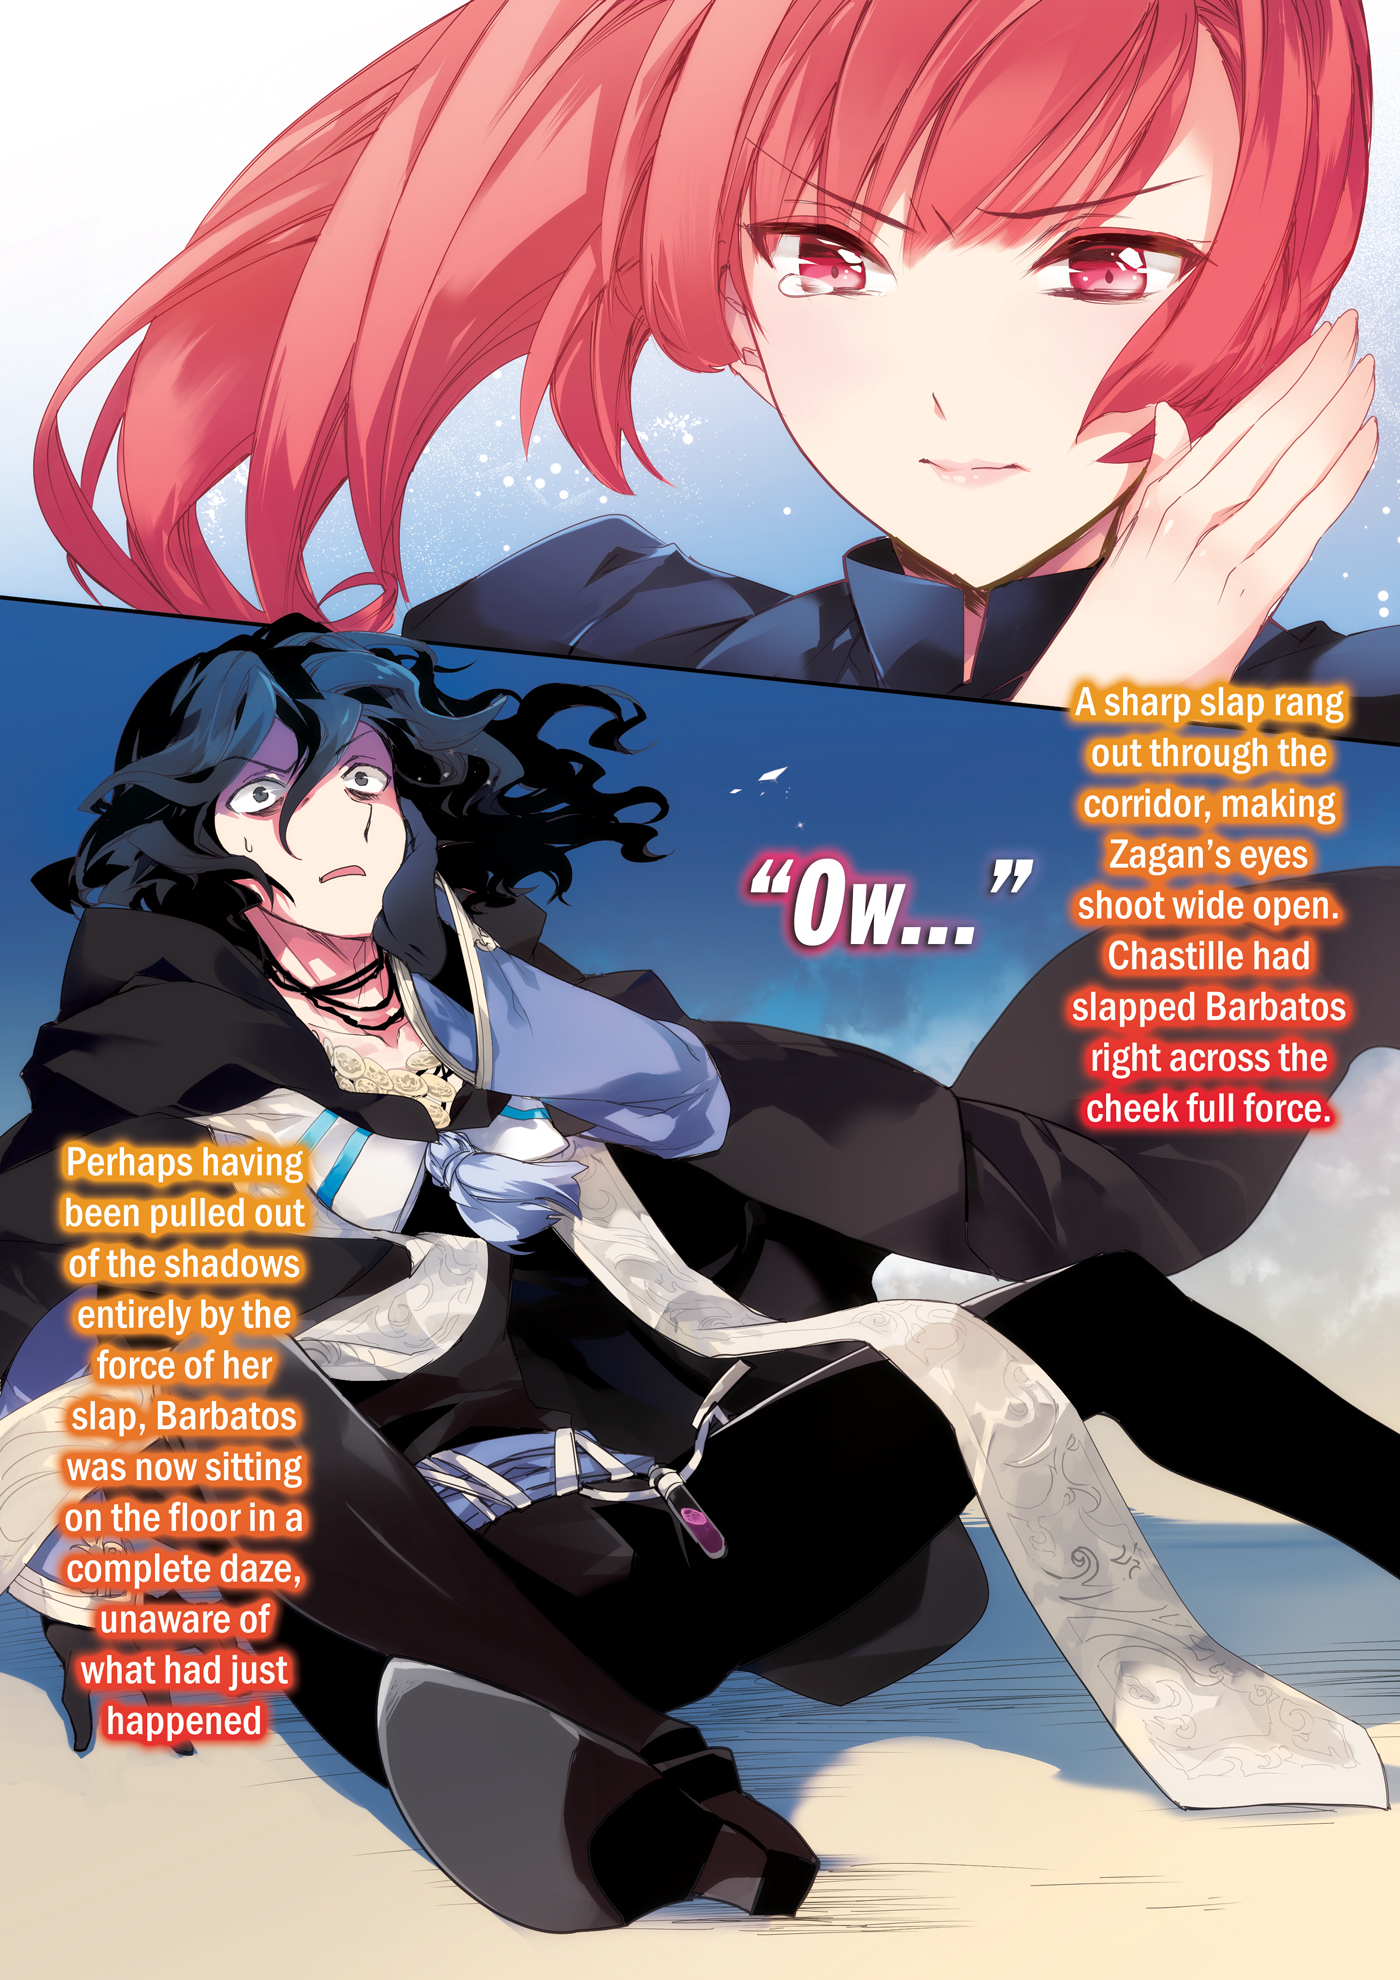 A sharp slap rang
out through the
corridor, making
Zagan's eyes
shoot wide open.
Chastille had
slapped Barbatos
right across the
cheek full force.
“Ow...”
Perhaps having
been pulled out
of the shadows
entirely by the
force of her
slap, Barbatos
was now sitting
on the floor in a
complete daze,
unaware of
what had just
happened